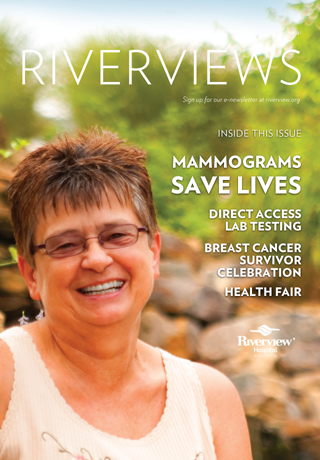 RIVERVIEWS
Sign up for our e-newsletter at riverview.org
INSIDE THIS ISSUE
MAMMOGRAMS
SAVE LIVES
DIRECT ACCESS
LAB TESTING
BREAST CANCER
SURVIVOR
CELEBRATION
HEALTH FAIR
Riverview
Hospital